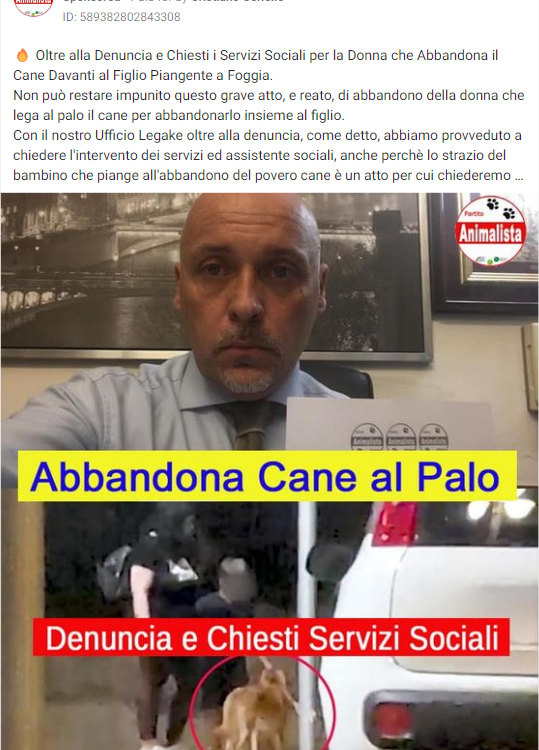 Animalista
ID: 589382802843308
🔥 Oltre alla Denuncia e Chiesti i Servizi Sociali per la Donna che Abbandona il
Cane Davanti al Figlio Piangente a Foggia.
Non può restare impunito questo grave atto, e reato, di abbandono della donna che
lega al palo il cane per abbandonarlo insieme al figlio.
Con il nostro Ufficio Legake oltre alla denuncia, come detto, abbiamo provveduto a
chiedere l'intervento dei servizi ed assistente sociali, anche perchè lo strazio del
bambino che piange all'abbandono del povero cane è un atto per cui chiederemo ...
Partito
Animalista
Animalista Animalista Animalista
Abbandona Cane al Palo
Denuncia e Chiesti Servizi Sociali